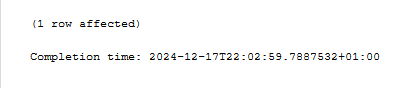 (1 row affected)
Completion time: 2024-12-17T22:02:59.7887532+01:00